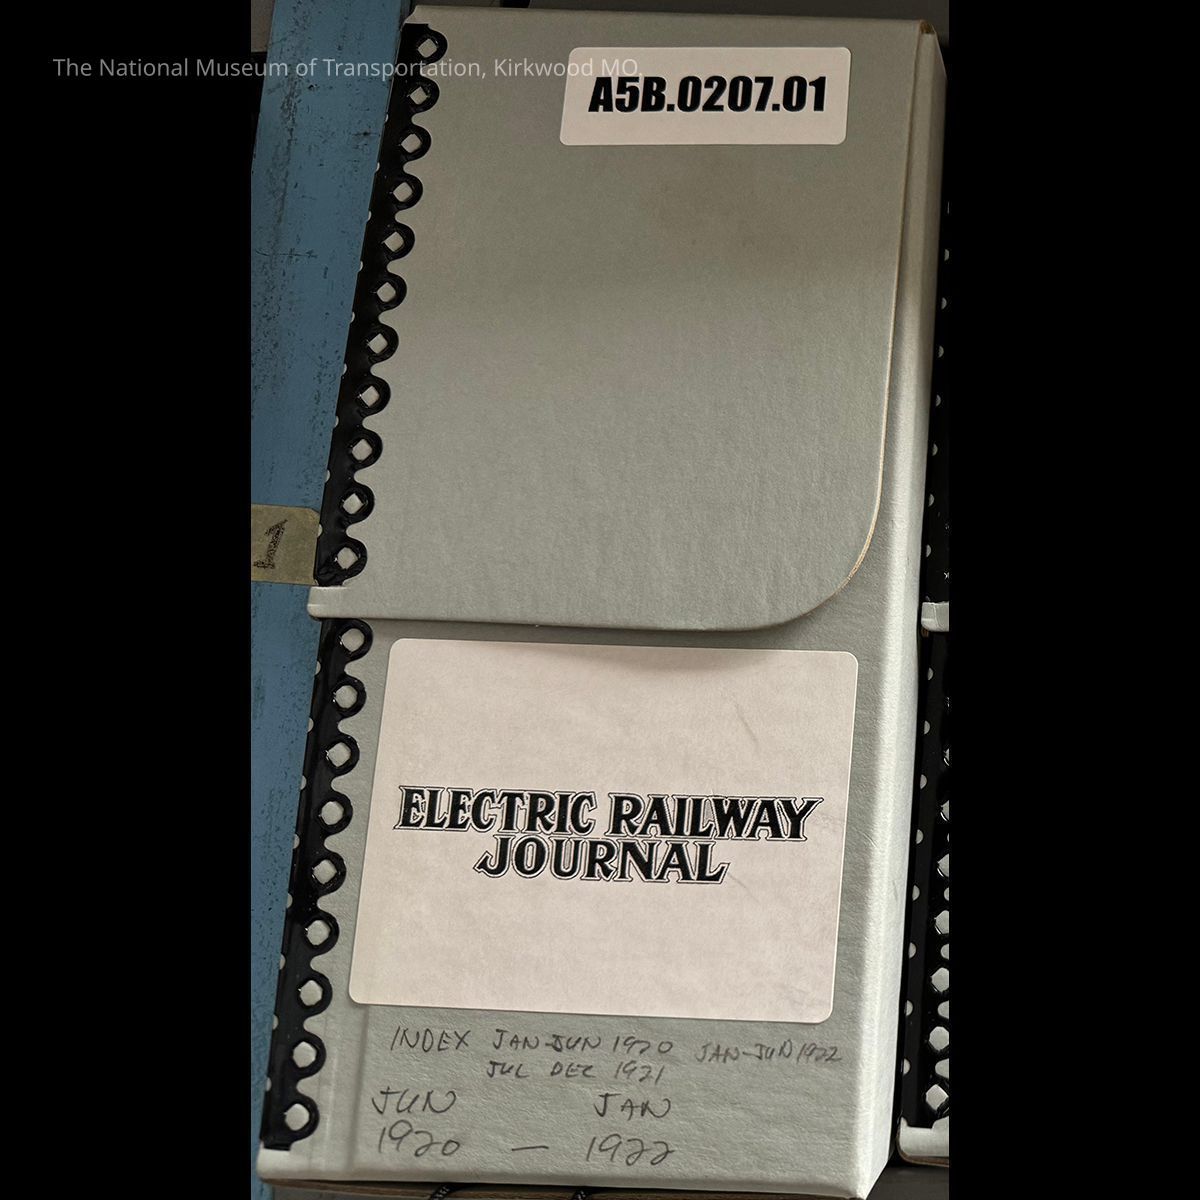 The National Museum of Transportation, Kirkwood MO.
A5B.0207.01
1
ELECTRIC RAILWAY
JOURNAL
INDEX JAN-JUN 1920 JAN-JUN 1922
JUL DEC 1921
JUN JAN
1920 — 1922